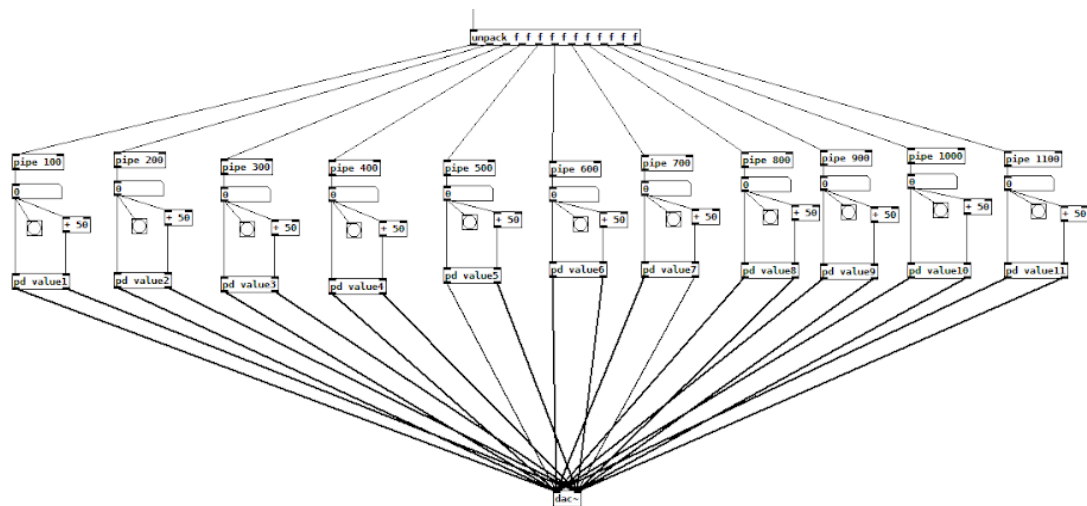 unpack f f f f f f f f f f f
pipe 100
pipe 200
pipe 300
pipe 400
pipe 500
pipe 600
pipe 700
pipe 800
pipe 900
pipe 1000
pipe 1100
0
0
0
0
0
0
0
0
0
0
0
+ 50
+ 50
+ 50
+ 50
+ 50
+ 50
+ 50
+ 50
+ 50
+ 50
+ 50
pd value1
pd value2
pd value3
pd value4
pd value5
pd value6
pd value7
pd value8
pd value9
pd value10
pd value11
dac~